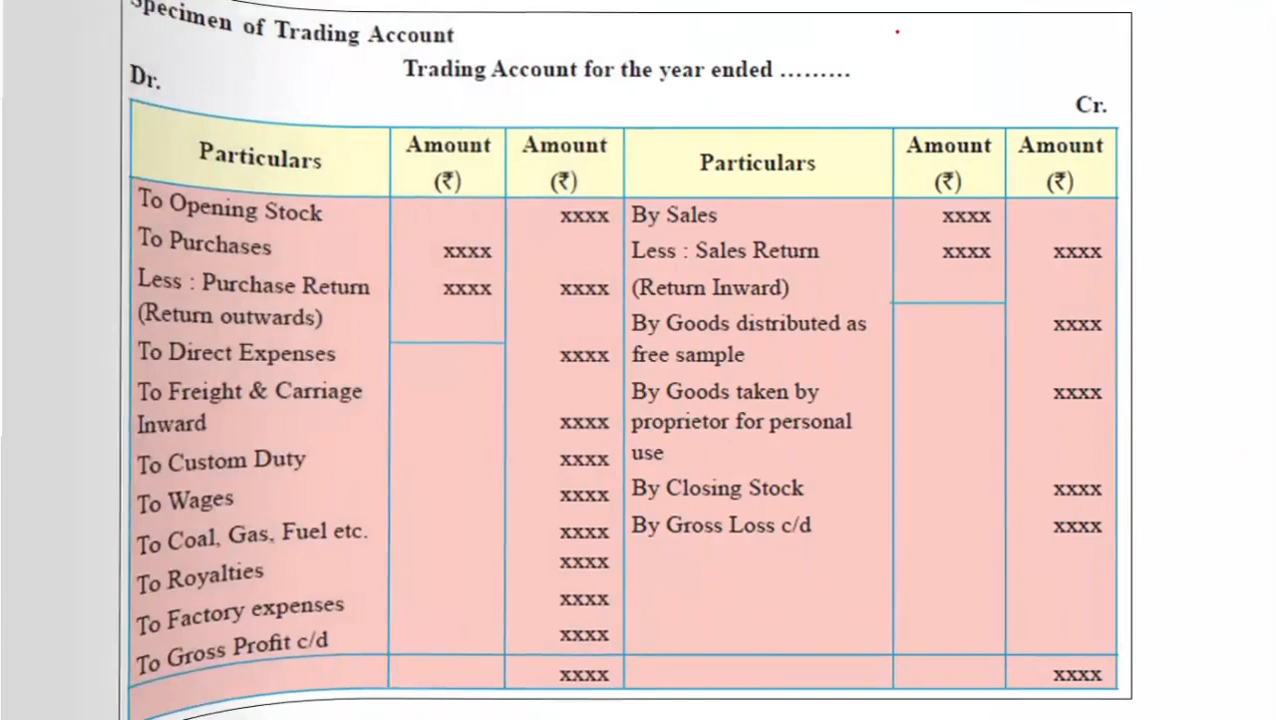 Specimen of Trading Account
Trading Account for the year ended .........
Dr.
Cr.
Particulars Amount (₹) Amount (₹) Particulars Amount (₹) Amount (₹)
To Opening Stock xxxx By Sales xxxx
To Purchases xxxx Less : Sales Return xxxx xxxx
Less : Purchase Return xxxx xxxx (Return Inward)
(Return outwards) By Goods distributed as xxxx
To Direct Expenses xxxx free sample
To Freight & Carriage By Goods taken by xxxx
Inward xxxx proprietor for personal
To Custom Duty xxxx use
To Wages xxxx By Closing Stock xxxx
To Coal, Gas, Fuel etc. xxxx By Gross Loss c/d xxxx
To Royalties xxxx
To Factory expenses xxxx
To Gross Profit c/d xxxx
xxxx xxxx